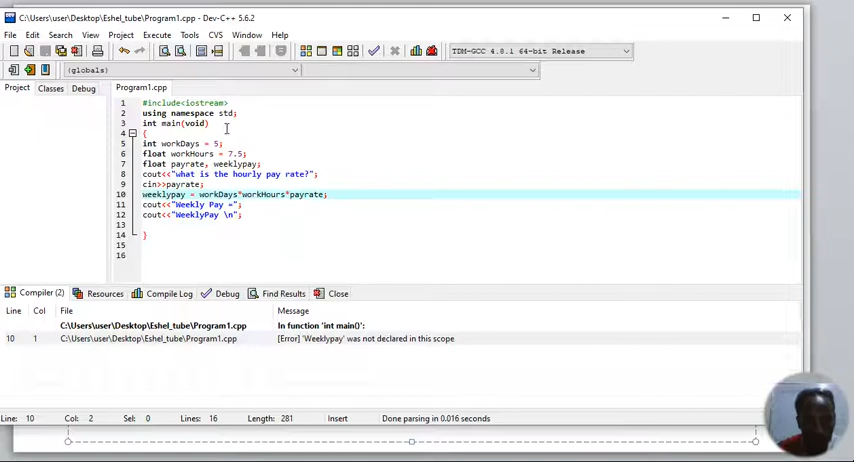 C:\Users\user\Desktop\Eshel_tube\Program1.cpp - Dev-C++ 5.6.2
File Edit Search View Project Execute Tools CVS Window Help
TDM-GCC 4.8.1 64-bit Release
(globals)
Project Classes Debug Program1.cpp
1 #include<iostream>
2 using namespace std;
3 int main(void)
4 {
5 int workDays = 5;
6 float workHours = 7.5;
7 float payrate, weeklypay;
8 cout<<"what is the hourly pay rate?";
9 cin>>payrate;
10 weeklypay = workDays*workHours*payrate;
11 cout<<"Weekly Pay =";
12 cout<<"WeeklyPay \n";
13
14 }
15
16
Compiler (2) Resources Compile Log Debug Find Results Close
Line Col File Message
C:\Users\user\Desktop\Eshel_tube\Program1.cpp In function 'int main()':
10 1 C:\Users\user\Desktop\Eshel_tube\Program1.cpp [Error] 'Weeklypay' was not declared in this scope
Line: 10 Col: 2 Sel: 0 Lines: 16 Length: 281 Insert Done parsing in 0.016 seconds